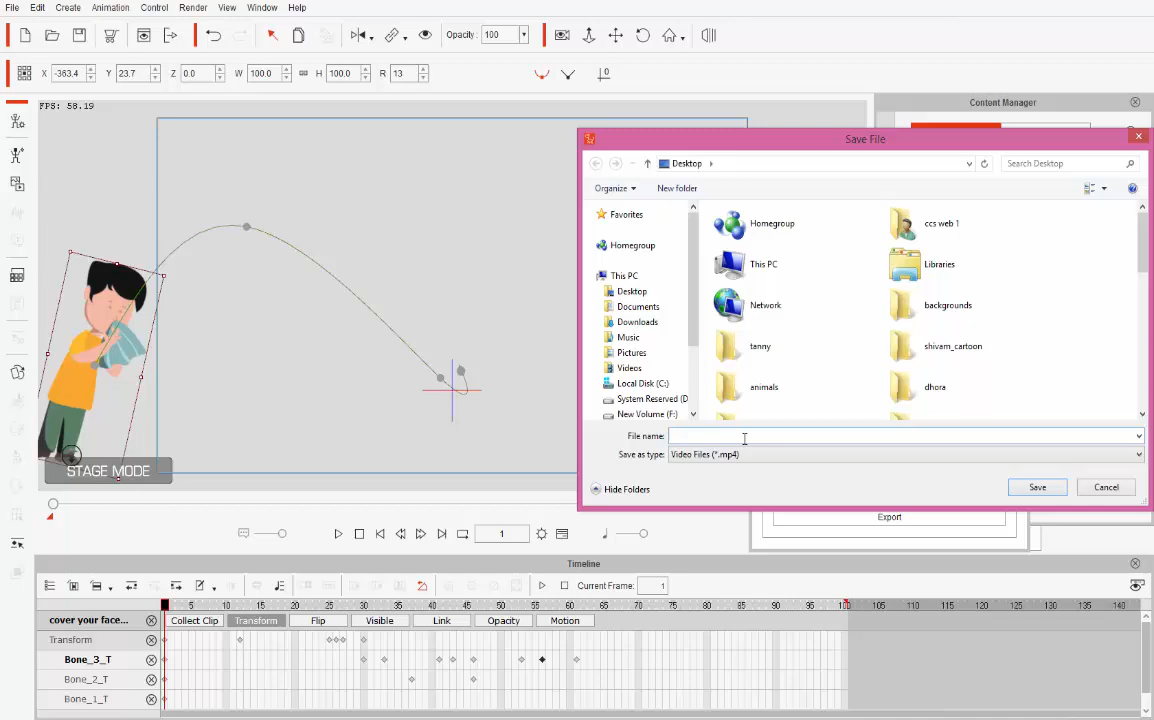 File Edit Create Animation Control Render View Window Help
Opacity : 100
X -363.4 Y 23.7 Z 0.0 W 100.0 H 100.0 R 13
FPS: 58.19
Content Manager
Save File
Desktop
Search Desktop
Organize New folder
Favorites
Homegroup
This PC
Desktop
Documents
Downloads
Music
Pictures
Videos
Local Disk (C:)
System Reserved (D
New Volume (F:)
Homegroup ccs web 1
This PC Libraries
Network backgrounds
tanny shivam_cartoon
animals dhora
File name:
Save as type: Video Files (*.mp4)
Hide Folders Save Cancel
Export
STAGE MODE
1
Timeline
Current Frame: 1
5 10 15 20 25 30 35 40 45 50 55 60 65 70 75 80 85 90 95 100 105 110 115 120 125 130 135 140
cover your face... Collect Clip Transform Flip Visible Link Opacity Motion
Transform
Bone_3_T
Bone_2_T
Bone_1_T